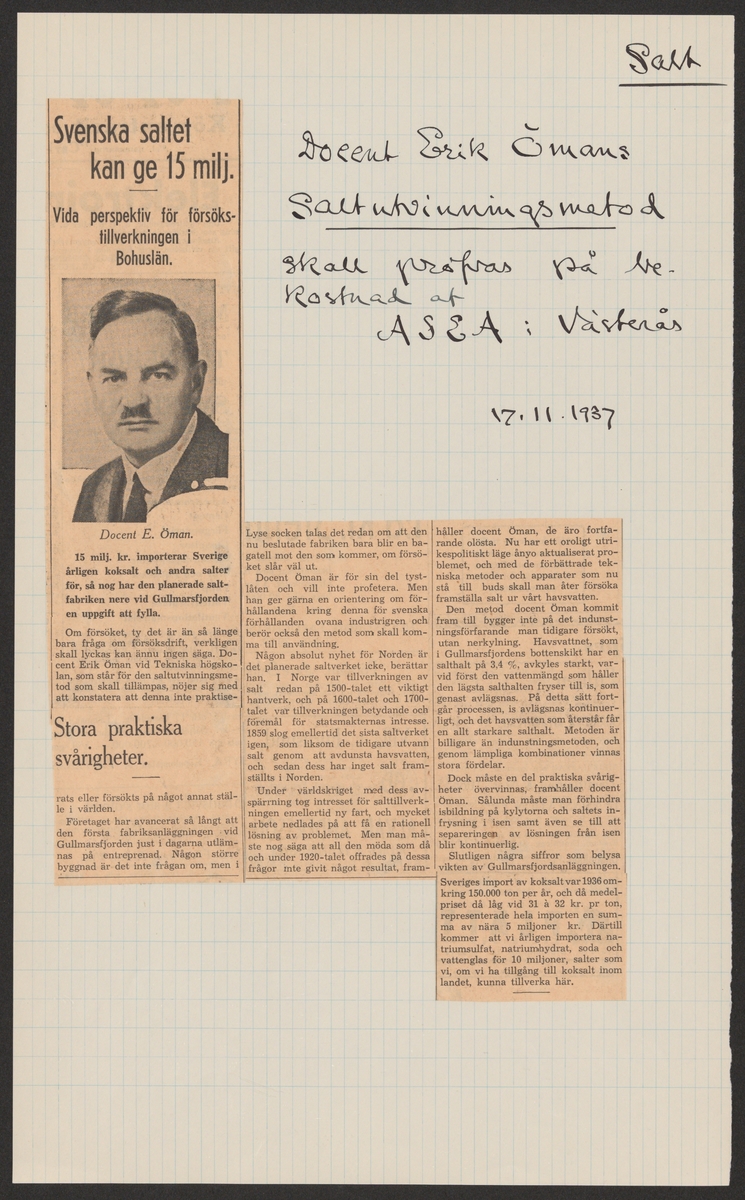 Salt
Docent Erik Ömans
Saltutvinningsmetod
skall pröfvas på be-
kostnad af
ASEA i Västerås
17.11.1937
Svenska saltet
kan ge 15 milj.
Vida perspektiv för försöks-
tillverkningen i
Bohuslän.
Docent E. Öman.
15 milj. kr. importerar Sverige
årligen koksalt och andra salter
för, så nog har den planerade salt-
fabriken nere vid Gullmarsfjorden
en uppgift att fylla.
Om försöket, ty det är än så länge
bara fråga om försöksdrift, verkligen
skall lyckas kan ännu ingen säga. Do-
cent Erik Öman vid Tekniska högsko-
lan, som står för den saltutvinningsme-
tod som skall tillämpas, nöjer sig med
att konstatera att denna inte praktise-
Stora praktiska
svårigheter.
rats eller försökts på något annat stäl-
le i världen.
Företaget har avancerat så långt att
den första fabriksanläggningen vid
Gullmarsfjorden just i dagarna utläm-
nas på entreprenad. Någon större
byggnad är det inte frågan om, men i
Lyse socken talas det redan om att den
nu beslutade fabriken bara blir en ba-
gatell mot den som kommer, om försö-
ket slår väl ut.
Docent Öman är för sin del tyst-
låten och vill inte profetera. Men
han ger gärna en orientering om för-
hållandena kring denna för svenska
förhållanden ovana industrigren och
berör också den metod som skall kom-
ma till användning.
Någon absolut nyhet för Norden är
det planerade saltverket icke, berättar
han. I Norge var tillverkningen av
salt redan på 1500-talet ett viktigt
hantverk, och på 1600-talet och 1700-
talet var tillverkningen betydande och
föremål för statsmakternas intresse.
1859 slog emellertid det sista saltverket
igen, som liksom de tidigare utvann
salt genom att avdunsta havsvatten,
och sedan dess har inget salt fram-
ställts i Norden.
Under världskriget med dess av-
spärrning tog intresset för salttillverk-
ningen emellertid ny fart, och mycket
arbete nedlades på att få en rationell
lösning av problemet. Men man må-
ste nog säga att all den möda som då
och under 1920-talet offrades på dessa
frågor inte givit något resultat, fram-
håller docent Öman, de äro fortfa-
rande olösta. Nu har ett oroligt utri-
kespolitiskt läge ånyo aktualiserat pro-
blemet, och med de förbättrade tek-
niska metoder och apparater som nu
stå till buds skall man åter försöka
framställa salt ur vårt havsvatten.
Den metod docent Öman kommit
fram till bygger inte på det indunst-
ningsförfarande man tidigare försökt,
utan nerkylning. Havsvattnet, som
i Gullmarsfjordens bottenskikt har en
salthalt på 3,4 %, avkyles starkt, var-
vid först den vattenmängd som håller
den lägsta salthalten fryser till is, som
genast avlägsnas. På detta sätt fort-
går processen, is avlägsnas kontinuer-
ligt, och det havsvatten som återstår får
en allt starkare salthalt. Metoden är
billigare än indunstningsmetoden, och
genom lämpliga kombinationer vinnas
stora fördelar.
Dock måste en del praktiska svårig-
heter övervinnas, framhåller docent
Öman. Sålunda måste man förhindra
isbildning på kylytorna och saltets in-
frysning i isen samt även se till att
separeringen av lösningen från isen
blir kontinuerlig.
Slutligen några siffror som belysa
vikten av Gullmarsfjordsanläggningen.
Sveriges import av koksalt var 1936 om-
kring 150.000 ton per år, och då medel-
priset då låg vid 31 à 32 kr. pr ton,
representerade hela importen en sum-
ma av nära 5 miljoner kr. Därtill
kommer att vi årligen importera na-
triumsulfat, natriumhydrat, soda och
vattenglas för 10 miljoner, salter som
vi, om vi ha tillgång till koksalt inom
landet, kunna tillverka här.